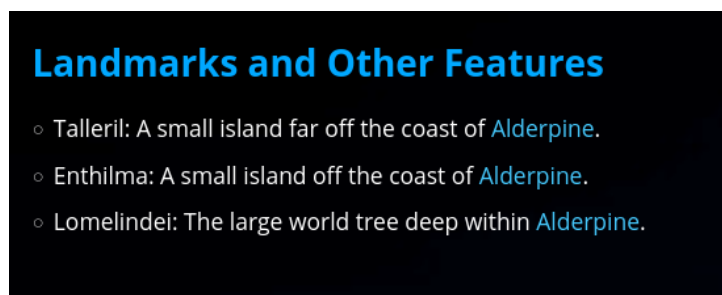 Landmarks and Other Features
Talleril: A small island far off the coast of Alderpine.
Enthilma: A small island off the coast of Alderpine.
Lomelindei: The large world tree deep within Alderpine.